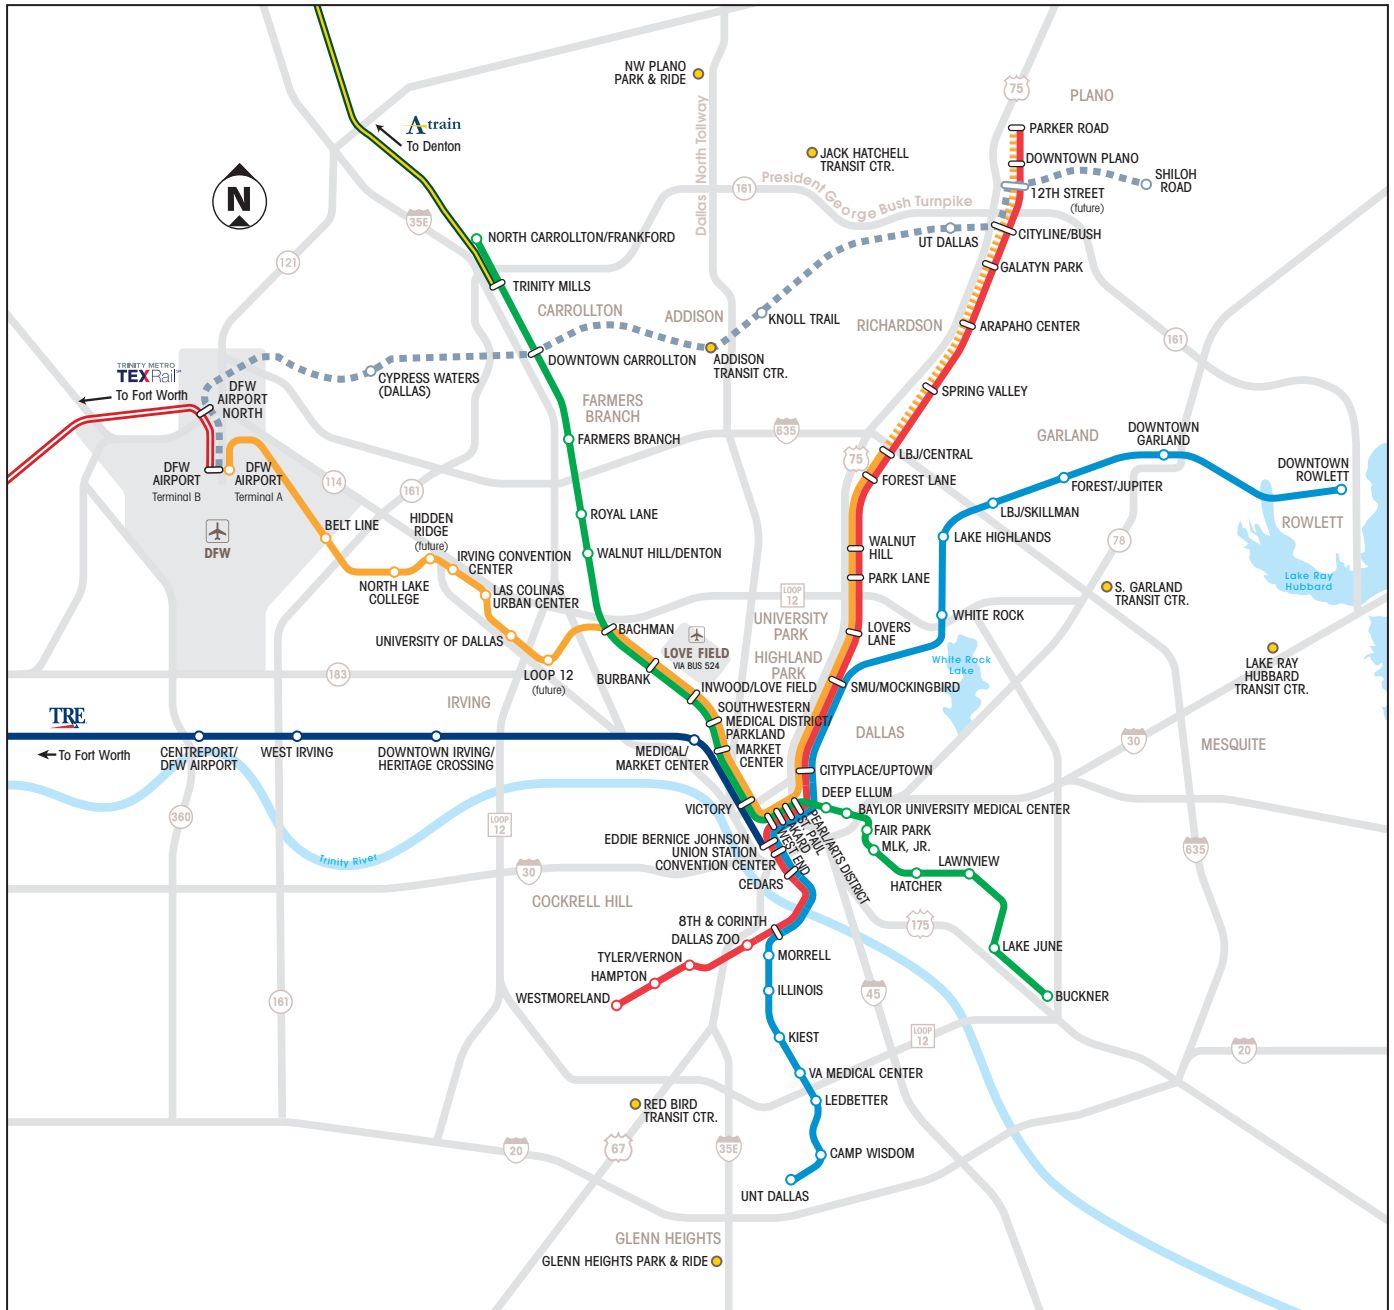 NW PLANO
PARK & RIDE
75
PLANO
A-train
To Denton
PARKER ROAD
JACK HATCHELL
TRANSIT CTR.
DOWNTOWN PLANO
Dallas North Tollway
161
President George Bush Turnpike
SHILOH
ROAD
12TH STREET
(future)
N
35E
NORTH CARROLLTON/FRANKFORD
UT DALLAS
CITYLINE/BUSH
121
GALATYN PARK
TRINITY MILLS
CARROLLTON
ADDISON
KNOLL TRAIL
RICHARDSON
ARAPAHO CENTER
161
DOWNTOWN CARROLLTON
ADDISON
TRANSIT CTR.
TRINITY METRO
TEXRail
To Fort Worth
DFW
AIRPORT
NORTH
CYPRESS WATERS
(DALLAS)
SPRING VALLEY
FARMERS
BRANCH
FARMERS BRANCH
635
GARLAND
DOWNTOWN
GARLAND
LBJ/CENTRAL
75
DFW
AIRPORT
Terminal B
DFW
AIRPORT
Terminal A
114
161
FOREST LANE
FOREST/JUPITER
DOWNTOWN
ROWLETT
LBJ/SKILLMAN
ROWLETT
ROYAL LANE
BELT LINE
HIDDEN
RIDGE
(future)
DFW
WALNUT
HILL
LAKE HIGHLANDS
78
WALNUT HILL/DENTON
IRVING CONVENTION
CENTER
NORTH LAKE
COLLEGE
LAS COLINAS
URBAN CENTER
PARK LANE
Lake Ray
Hubbard
S. GARLAND
TRANSIT CTR.
LOOP
12
UNIVERSITY
PARK
WHITE ROCK
UNIVERSITY OF DALLAS
BACHMAN
LOVERS
LANE
LOVE FIELD
VIA BUS 524
HIGHLAND
PARK
White Rock
Lake
LAKE RAY
HUBBARD
TRANSIT CTR.
183
LOOP 12
(future)
BURBANK
INWOOD/LOVE FIELD
SMU/MOCKINGBIRD
IRVING
SOUTHWESTERN
MEDICAL DISTRICT/
PARKLAND
TRE
To Fort Worth
CENTREPORT/
DFW AIRPORT
WEST IRVING
DOWNTOWN IRVING/
HERITAGE CROSSING
MEDICAL/
MARKET CENTER
MARKET
CENTER
DALLAS
30
MESQUITE
CITYPLACE/UPTOWN
DEEP ELLUM
VICTORY
BAYLOR UNIVERSITY MEDICAL CENTER
360
LOOP
12
FAIR PARK
MLK, JR.
PEARL/ARTS DISTRICT
ST. PAUL
AKARD
WEST END
EDDIE BERNICE JOHNSON
UNION STATION
CONVENTION CENTER
Trinity River
30
635
CEDARS
LAWNVIEW
HATCHER
COCKRELL HILL
175
8TH & CORINTH
DALLAS ZOO
LAKE JUNE
TYLER/VERNON
MORRELL
HAMPTON
WESTMORELAND
ILLINOIS
45
BUCKNER
161
KIEST
LOOP
12
20
VA MEDICAL CENTER
LEDBETTER
RED BIRD
TRANSIT CTR.
20
67
35E
CAMP WISDOM
UNT DALLAS
GLENN HEIGHTS
GLENN HEIGHTS PARK & RIDE